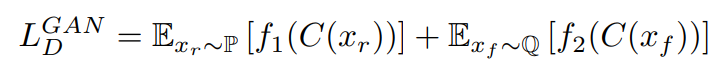 $L_D^{GAN} = \mathbb{E}_{x_r \sim \mathbb{P}} [f_1(C(x_r))] + \mathbb{E}_{x_f \sim \mathbb{Q}} [f_2(C(x_f))]$